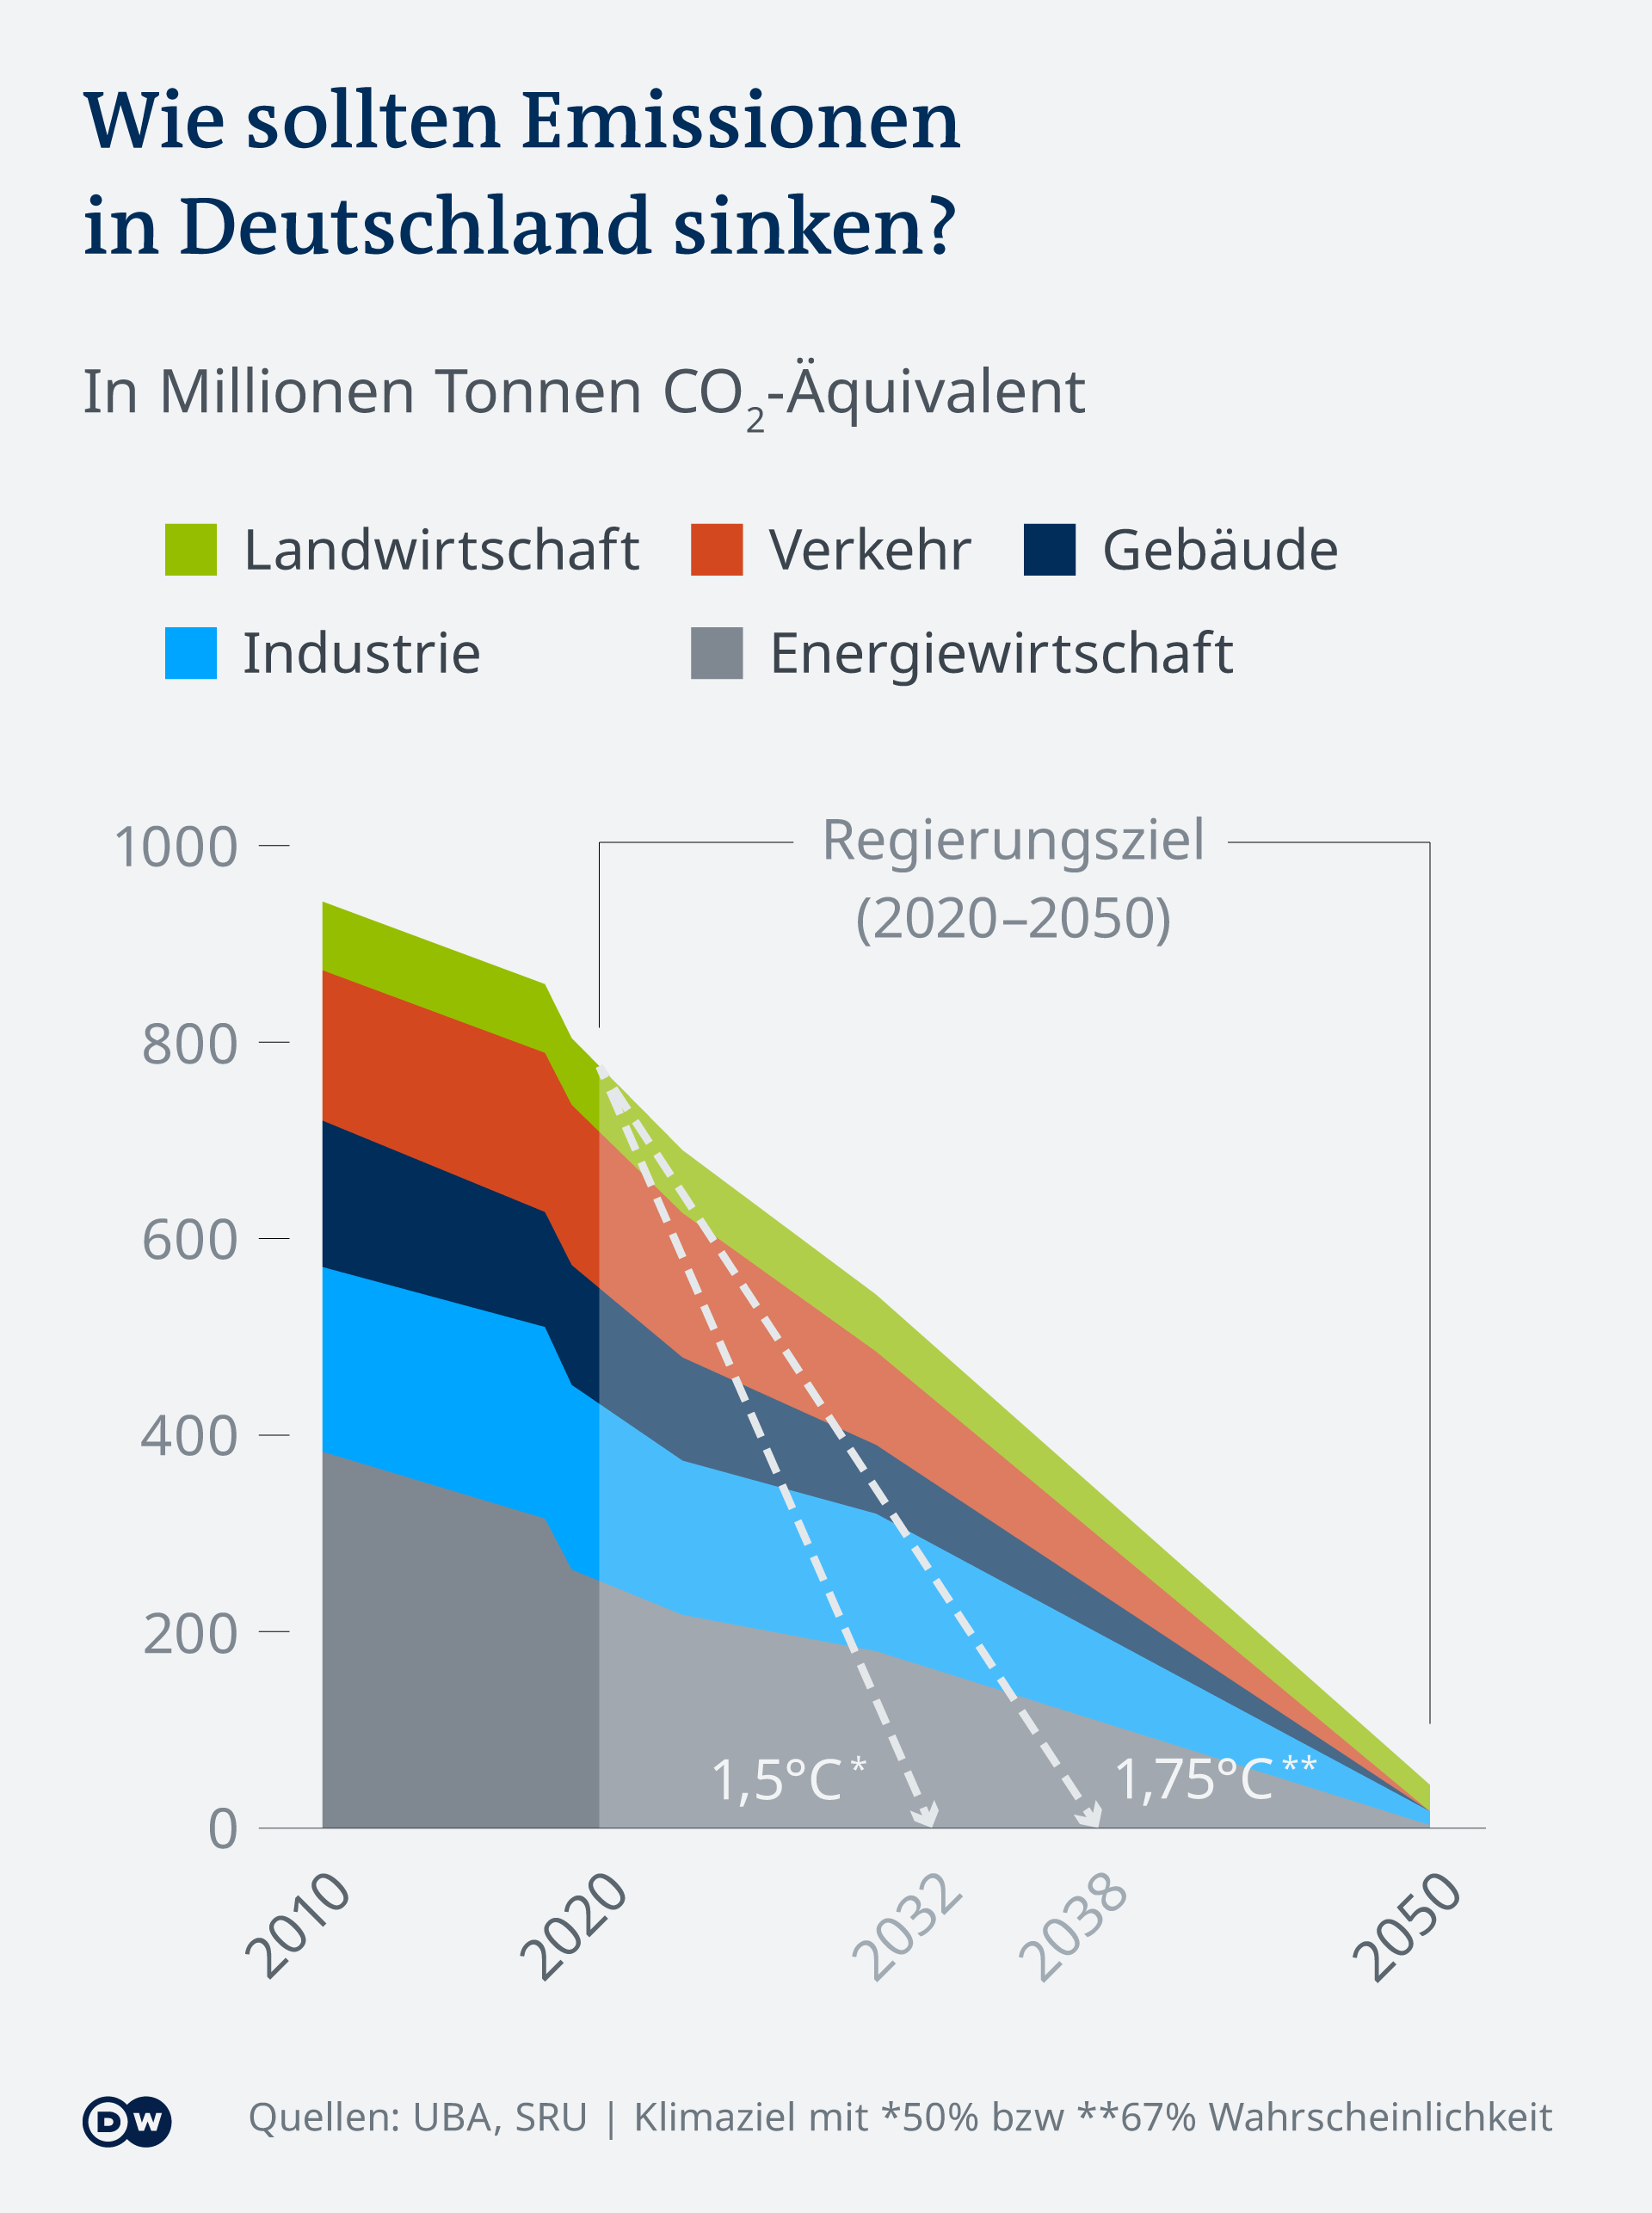 Wie sollten Emissionen
in Deutschland sinken?
In Millionen Tonnen CO₂-Äquivalent
Landwirtschaft Verkehr Gebäude
Industrie Energiewirtschaft
1000
Regierungsziel
(2020–2050)
800
600
400
200
1,5°C* 1,75°C**
0
2010 2020 2032 2038 2050
DW Quellen: UBA, SRU | Klimaziel mit *50% bzw **67% Wahrscheinlichkeit